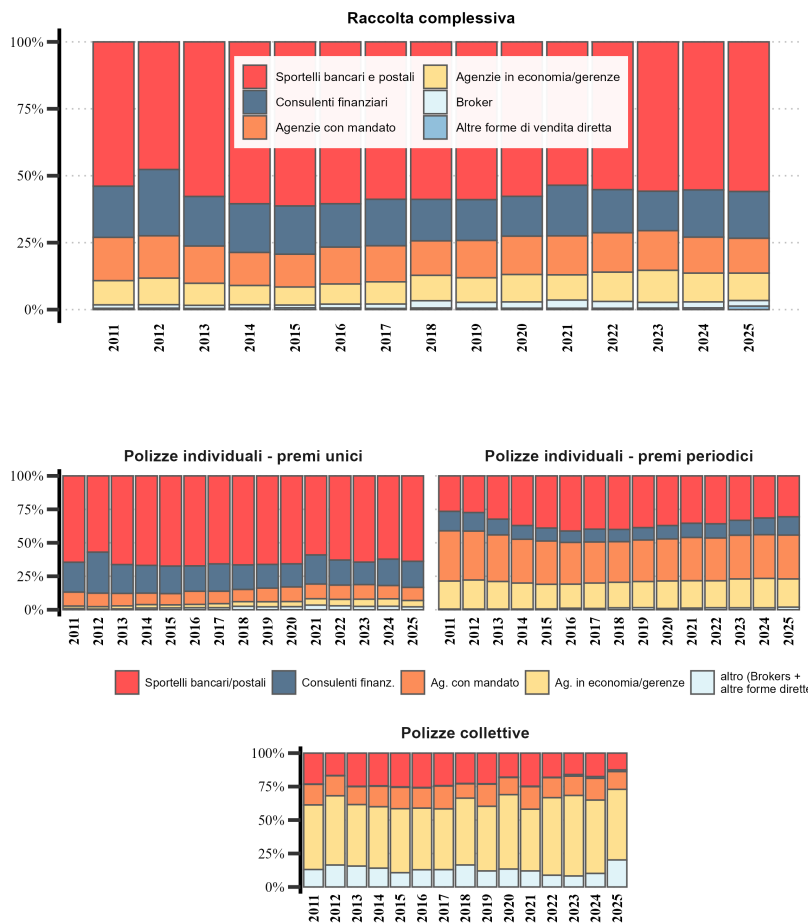 Raccolta complessiva
100%
75%
50%
25%
0%
Sportelli bancari e postali
Agenzie in economia/gerenze
Consulenti finanziari
Broker
Agenzie con mandato
Altre forme di vendita diretta
2011 2012 2013 2014 2015 2016 2017 2018 2019 2020 2021 2022 2023 2024 2025
Polizze individuali - premi unici
Polizze individuali - premi periodici
100%
75%
50%
25%
0%
2011 2012 2013 2014 2015 2016 2017 2018 2019 2020 2021 2022 2023 2024 2025
2011 2012 2013 2014 2015 2016 2017 2018 2019 2020 2021 2022 2023 2024 2025
Sportelli bancari/postali
Consulenti finanz.
Ag. con mandato
Ag. in economia/gerenze
altro (Brokers +
altre forme dirette
Polizze collettive
100%
75%
50%
25%
0%
2011 2012 2013 2014 2015 2016 2017 2018 2019 2020 2021 2022 2023 2024 2025